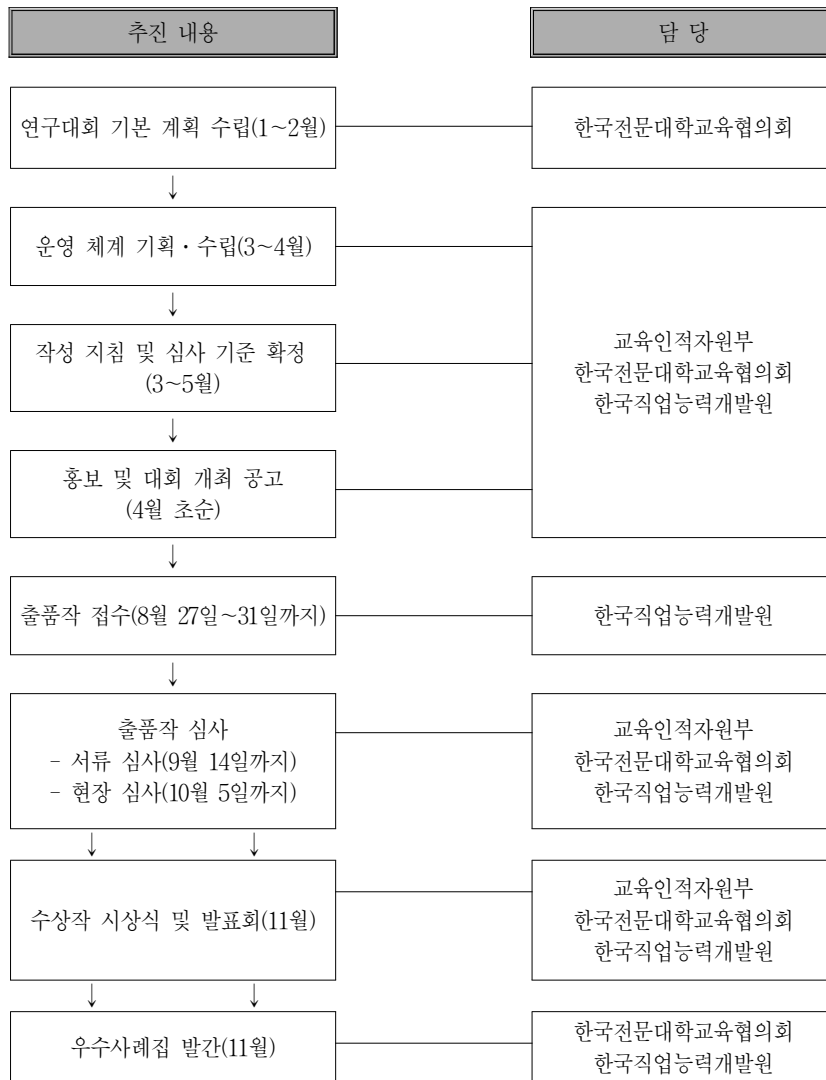 추진 내용
담 당
연구대회 기본 계획 수립(1~2월)
한국전문대학교육협의회
운영 체계 기획·수립(3~4월)
작성 지침 및 심사 기준 확정
(3~5월)
홍보 및 대회 개최 공고
(4월 초순)
교육인적자원부
한국전문대학교육협의회
한국직업능력개발원
출품작 접수(8월 27일~31일까지)
한국직업능력개발원
출품작 심사
- 서류 심사(9월 14일까지)
- 현장 심사(10월 5일까지)
교육인적자원부
한국전문대학교육협의회
한국직업능력개발원
수상작 시상식 및 발표회(11월)
교육인적자원부
한국전문대학교육협의회
한국직업능력개발원
우수사례집 발간(11월)
한국전문대학교육협의회
한국직업능력개발원